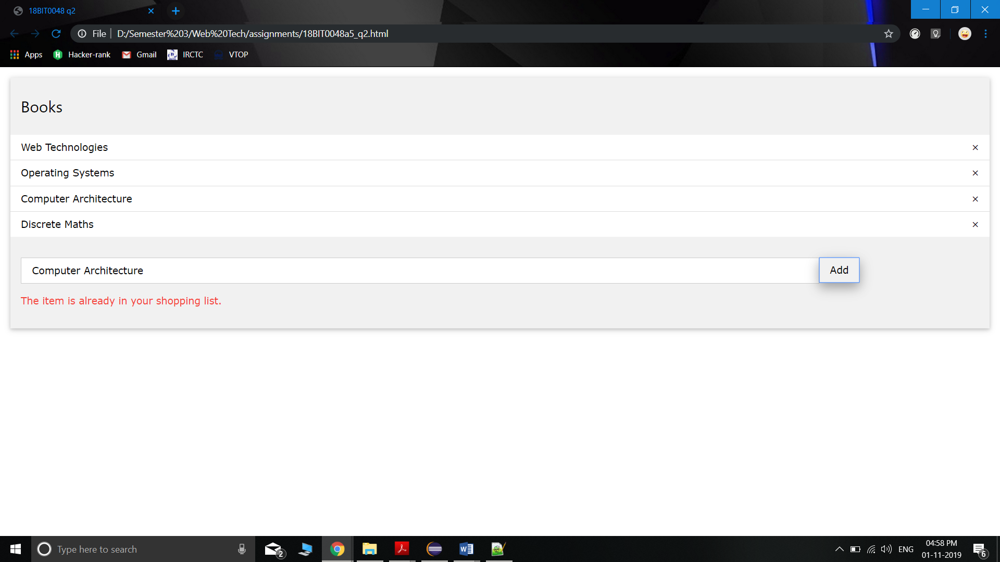 18BIT0048 q2
File D:/Semester%203/Web%20Tech/assignments/18BIT0048a5_q2.html
Apps Hacker-rank Gmail IRCTC VTOP
Books
Web Technologies ×
Operating Systems ×
Computer Architecture ×
Discrete Maths ×
Computer Architecture Add
The item is already in your shopping list.
Type here to search 2 ENG 04:58 PM
01-11-2019 6